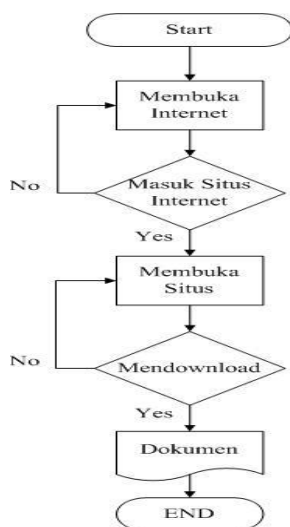 Start
Membuka
Internet
Masuk Situs
Internet
No
Yes
Membuka
Situs
Mendownload
No
Yes
Dokumen
END